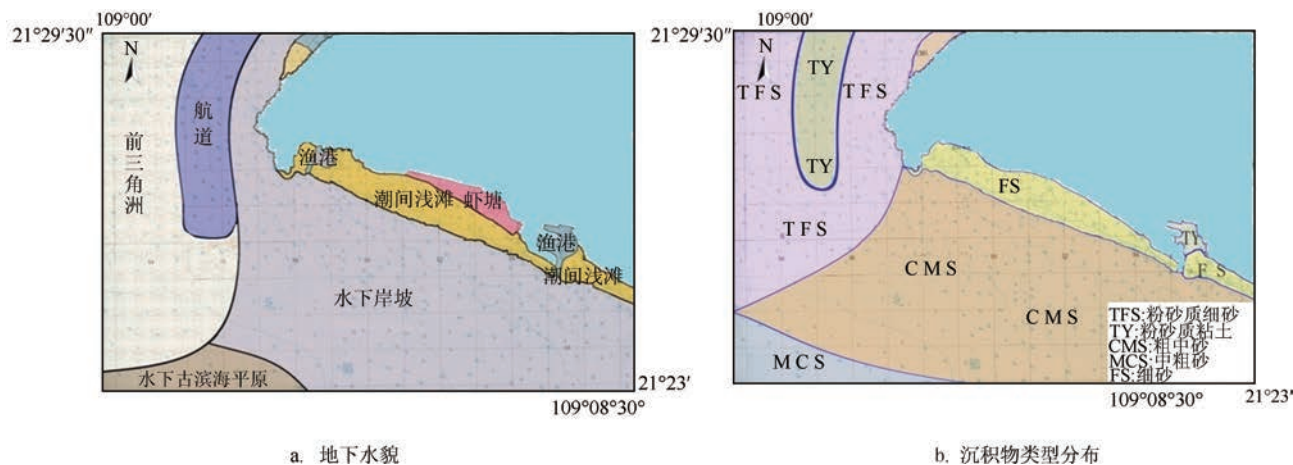 109°00′
21°29′30″
N
航道
前三角洲
渔港
潮间浅滩
虾塘
渔港
潮间浅滩
水下岸坡
水下古滨海平原
21°23′
109°08′30″
a. 地下水貌
109°00′
21°29′30″
N
TY
TFS
TFS
TY
FS
TFS
TY
FS
CMS
CMS
MCS
TFS:粉砂质细砂
TY:粉砂质粘土
CMS:粗中砂
MCS:中粗砂
FS:细砂
109°08′30″
21°23′
b. 沉积物类型分布